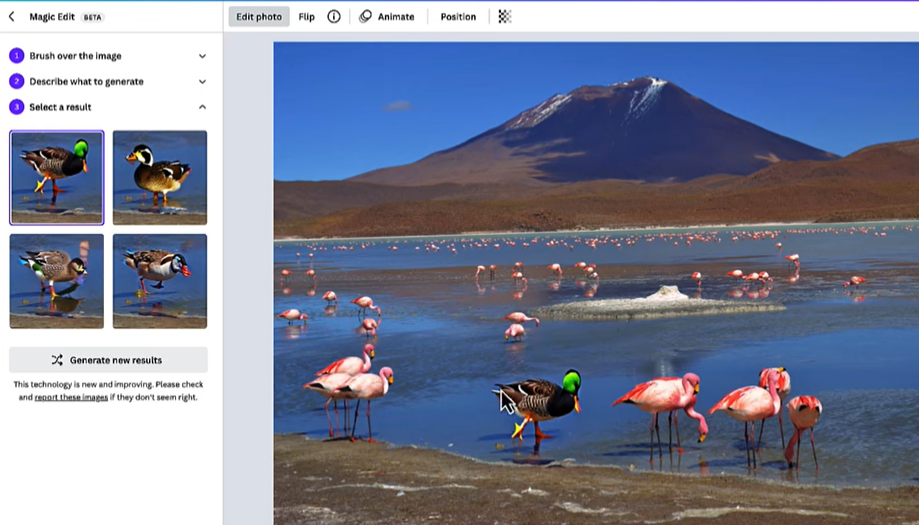 Magic Edit BETA
Edit photo Flip Animate Position
1 Brush over the image
2 Describe what to generate
3 Select a result
Generate new results
This technology is new and improving. Please check
and report these images if they don't seem right.